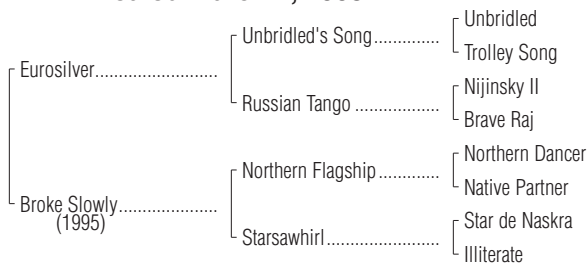 Unbridled
Unbridled's Song..............
Trolley Song
Eurosilver..........................
Nijinsky II
Russian Tango ..................
Brave Raj
Northern Dancer
Northern Flagship.............
Native Partner
Broke Slowly.....................
(1995)
Star de Naskra
Starsawhirl........................
Illiterate